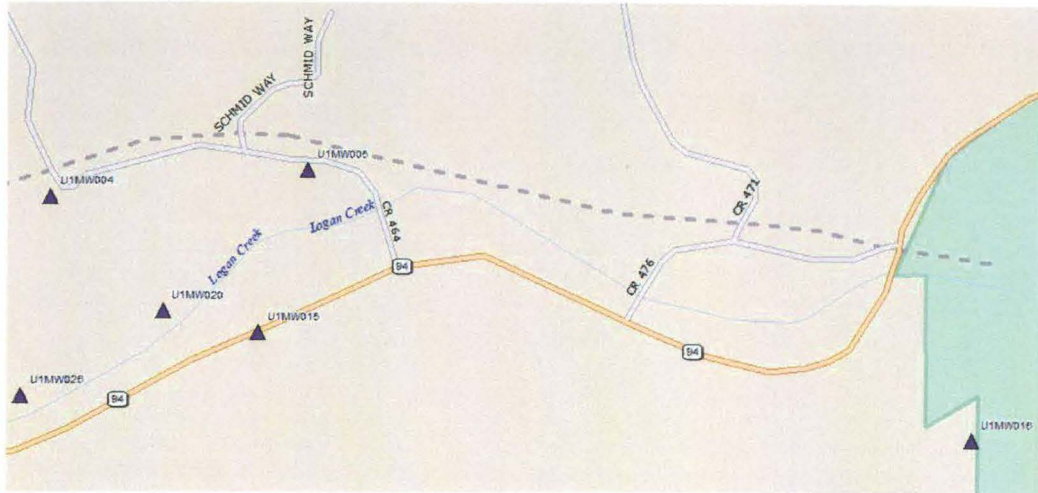 SCHMID WAY
SCHMID WAY
U1MW005
U1MW004
CR 471
CR 464
Logan Creek
Logan Creek
94
CR 476
U1MW020
U1MW015
94
94
U1MW026
U1MW016